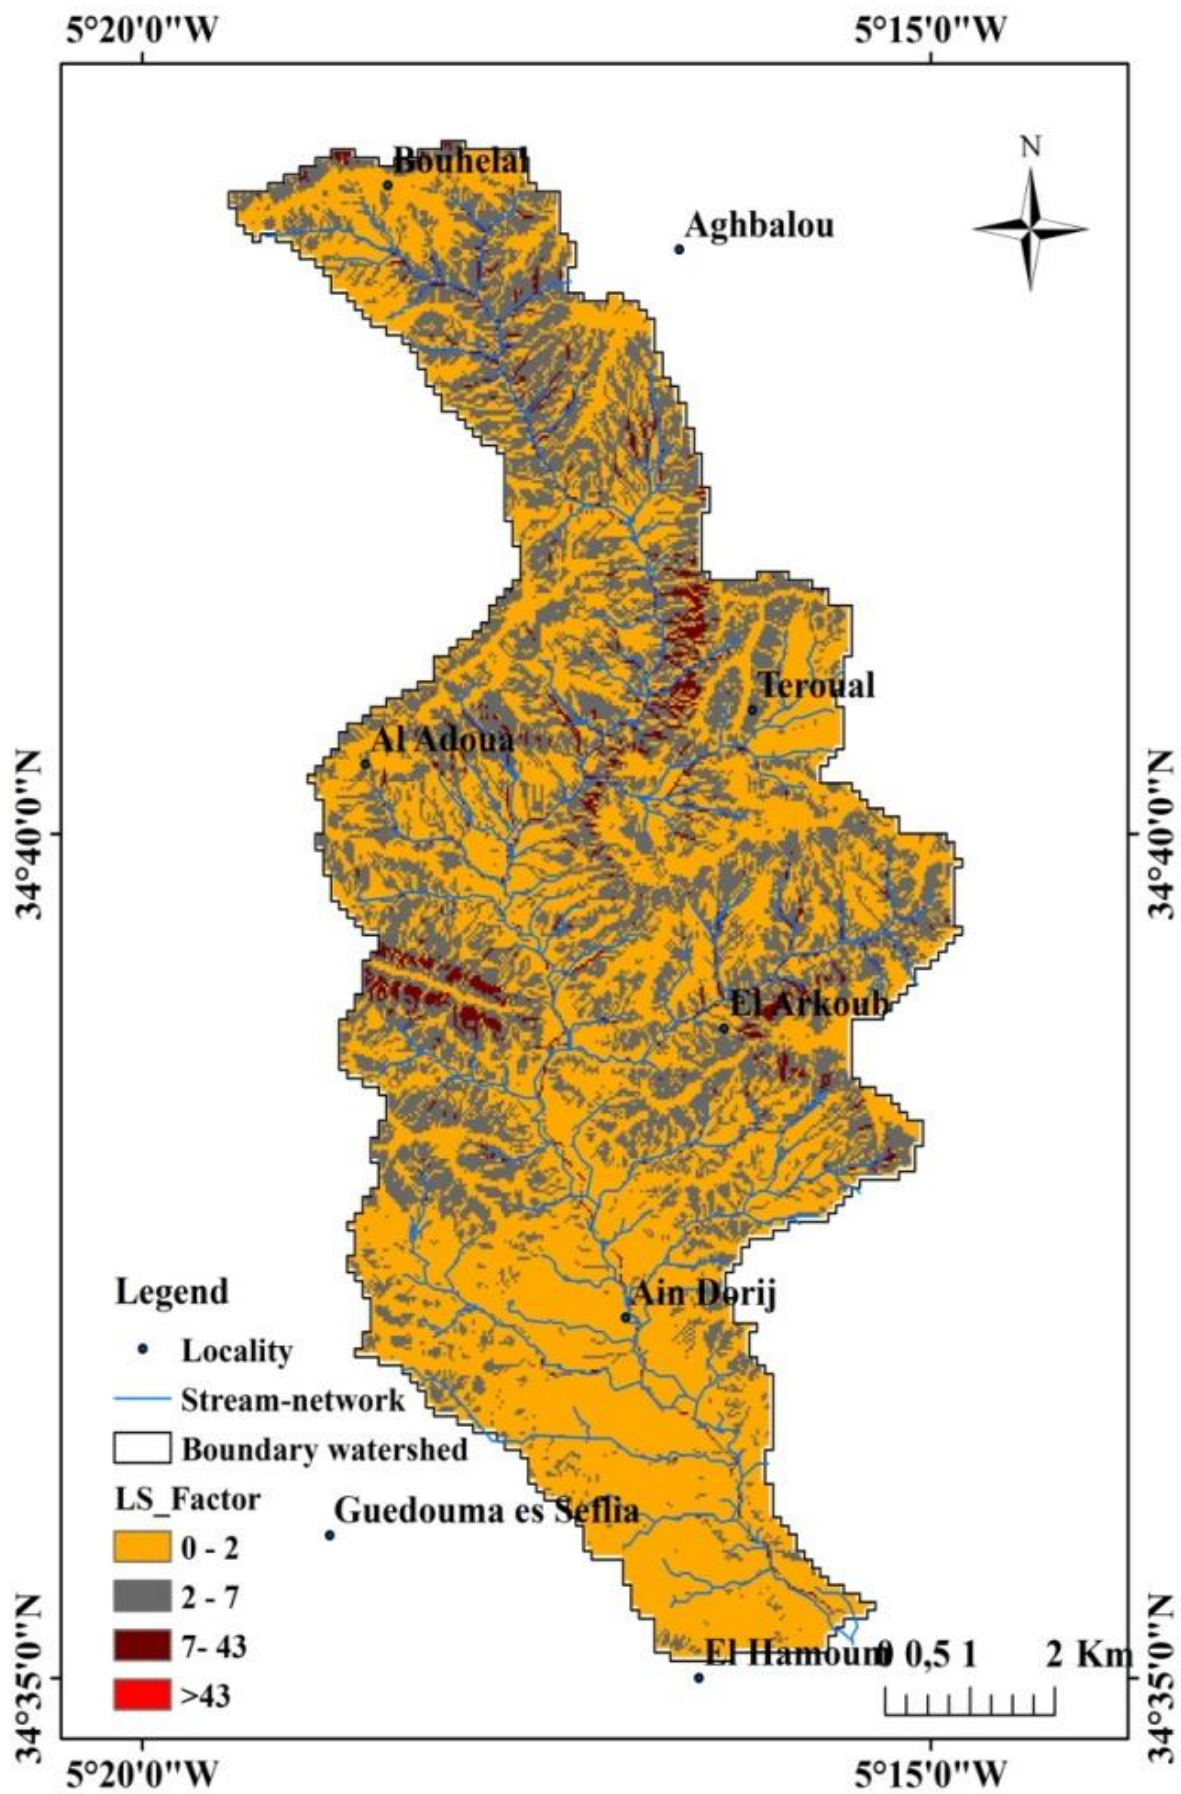 5°20'0"W 5°15'0"W
N
Bouhelal
Aghbalou
Teroual
Al Adoua
34°40'0"N 34°40'0"N
El Arkoub
Ain Dorij
Legend
Locality
Stream-network
Boundary watershed
LS_Factor
Guedouma es Seflia
0 - 2
2 - 7
7- 43
>43
El Hamoum
0 0,5 1 2 Km
34°35'0"N 34°35'0"N
5°20'0"W 5°15'0"W